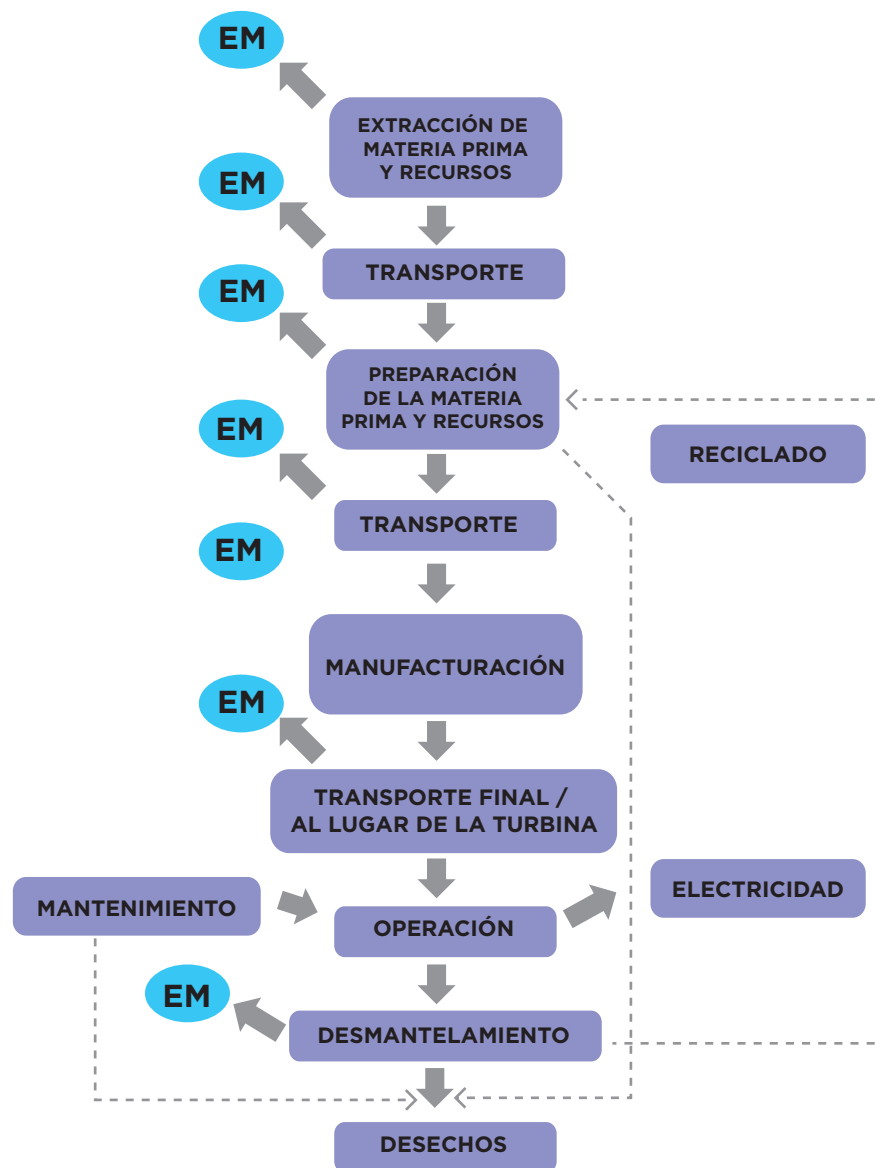 EM
EXTRACCIÓN DE
MATERIA PRIMA
Y RECURSOS
EM
TRANSPORTE
EM
PREPARACIÓN
DE LA MATERIA
PRIMA Y RECURSOS
EM
RECICLADO
TRANSPORTE
EM
MANUFACTURACIÓN
EM
TRANSPORTE FINAL /
AL LUGAR DE LA TURBINA
MANTENIMIENTO
OPERACIÓN
ELECTRICIDAD
EM
DESMANTELAMIENTO
DESECHOS